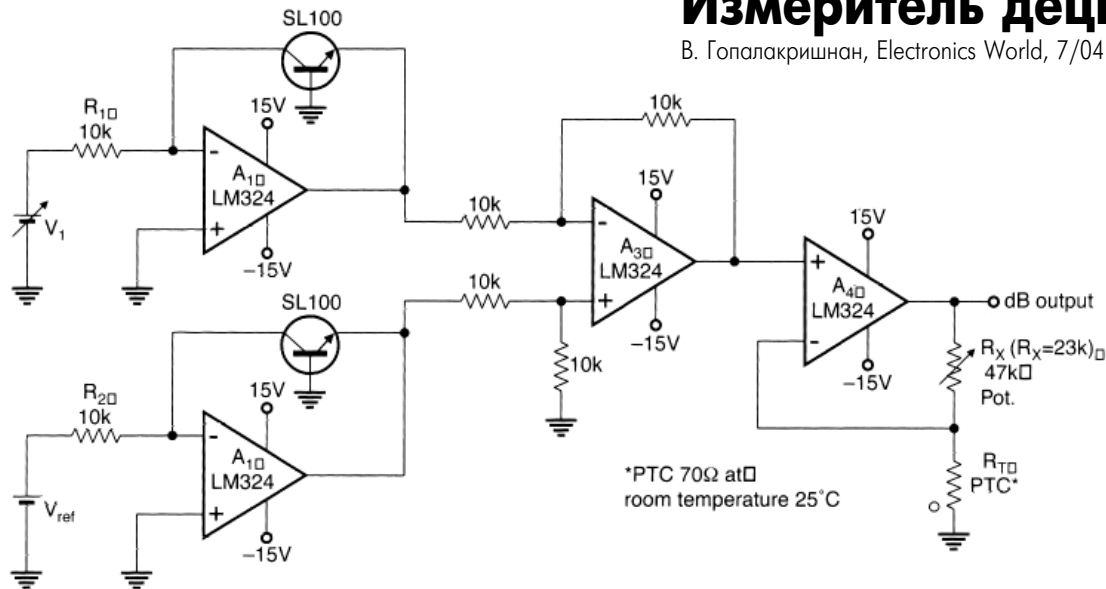 Измеритель деци
В. Гопалакришнан, Electronics World, 7/04
SL100
R1□
10k
15V
A1□
LM324
-15V
V1
SL100
R2□
10k
15V
A1□
LM324
-15V
Vref
10k
10k
10k
10k
15V
A3□
LM324
-15V
15V
A4□
LM324
-15V
dB output
RX (RX=23k)□
47k□
Pot.
RT□
PTC*
*PTC 70Ω at□
room temperature 25°C